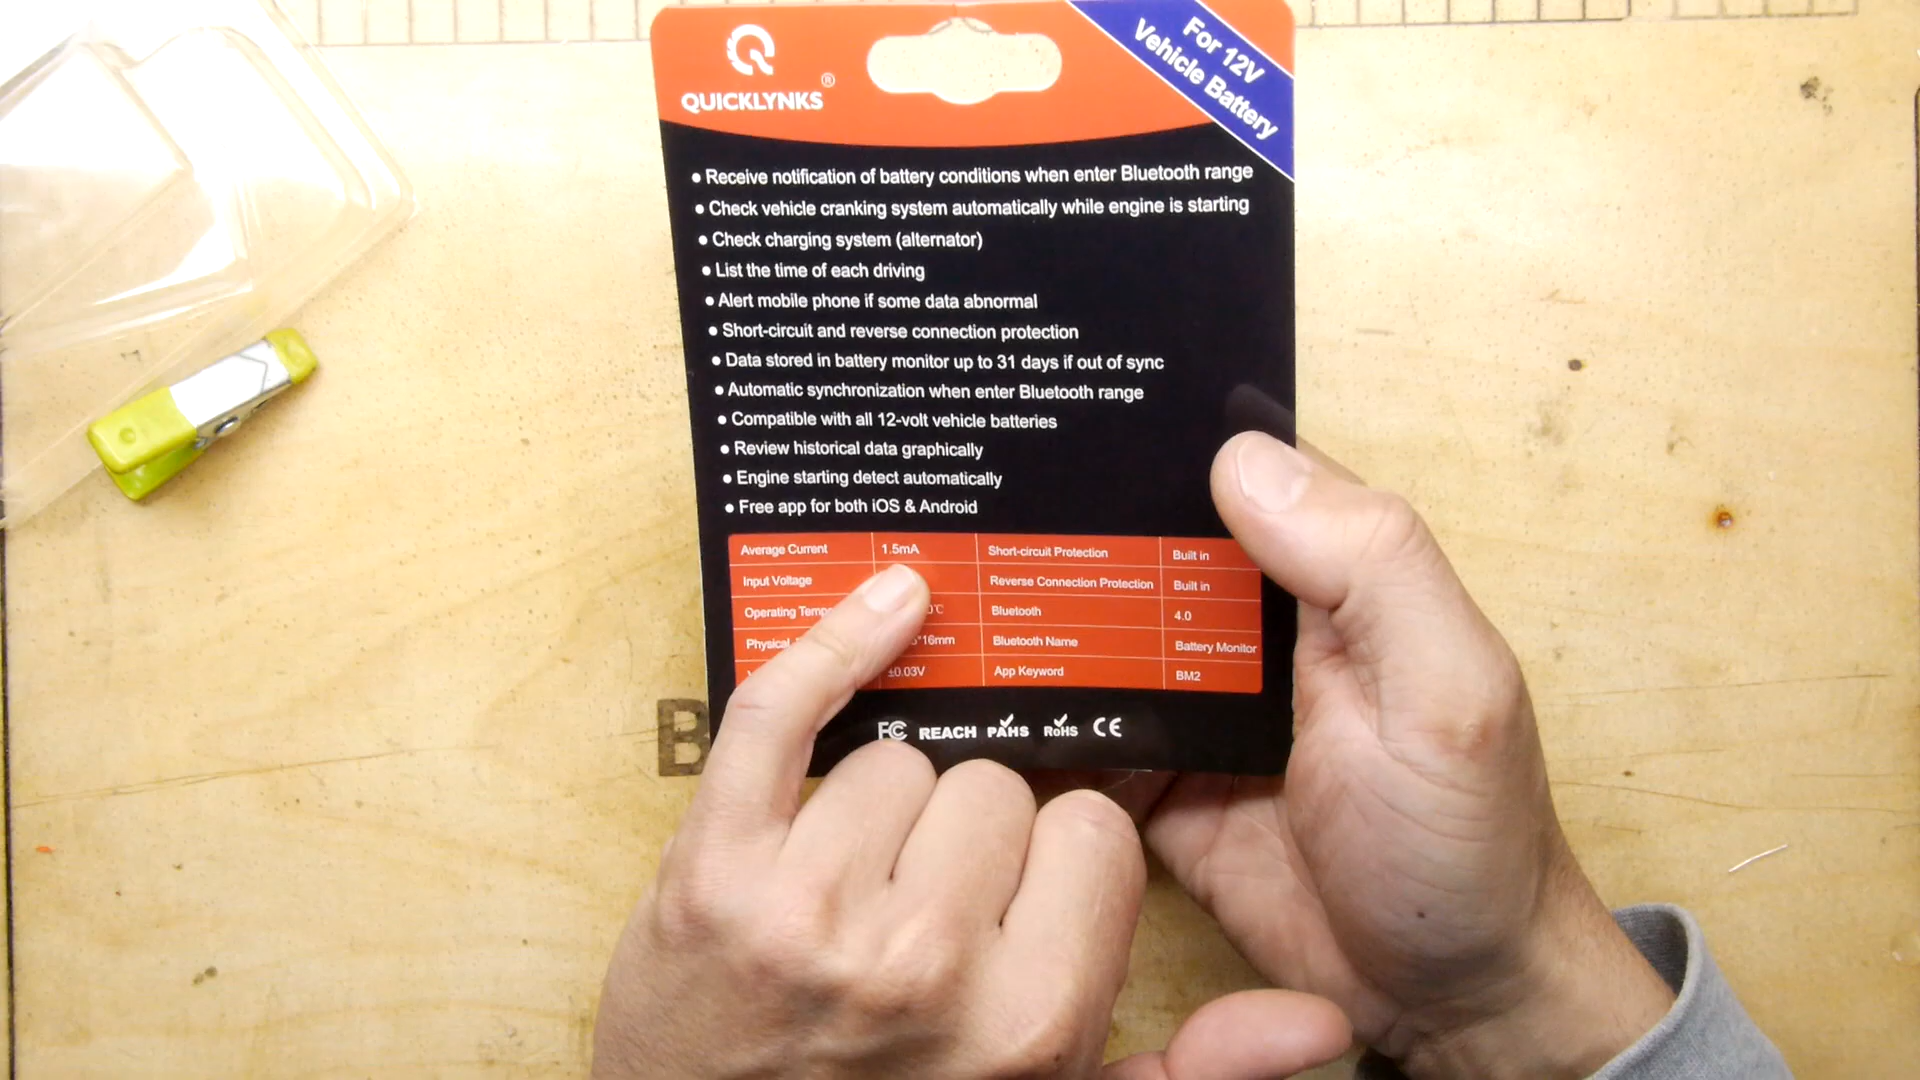 QUICKLYNKS®
For 12V
Vehicle Battery
• Receive notification of battery conditions when enter Bluetooth range
• Check vehicle cranking system automatically while engine is starting
• Check charging system (alternator)
• List the time of each driving
• Alert mobile phone if some data abnormal
• Short-circuit and reverse connection protection
• Data stored in battery monitor up to 31 days if out of sync
• Automatic synchronization when enter Bluetooth range
• Compatible with all 12-volt vehicle batteries
• Review historical data graphically
• Engine starting detect automatically
• Free app for both iOS & Android
Average Current 1.5mA Short-circuit Protection Built in
Input Voltage Reverse Connection Protection Built in
Operating Bluetooth 4.0
Physical *16mm Bluetooth Name Battery Monitor
±0.03V App Keyword BM2
FC REACH PAHS RoHS CE
B